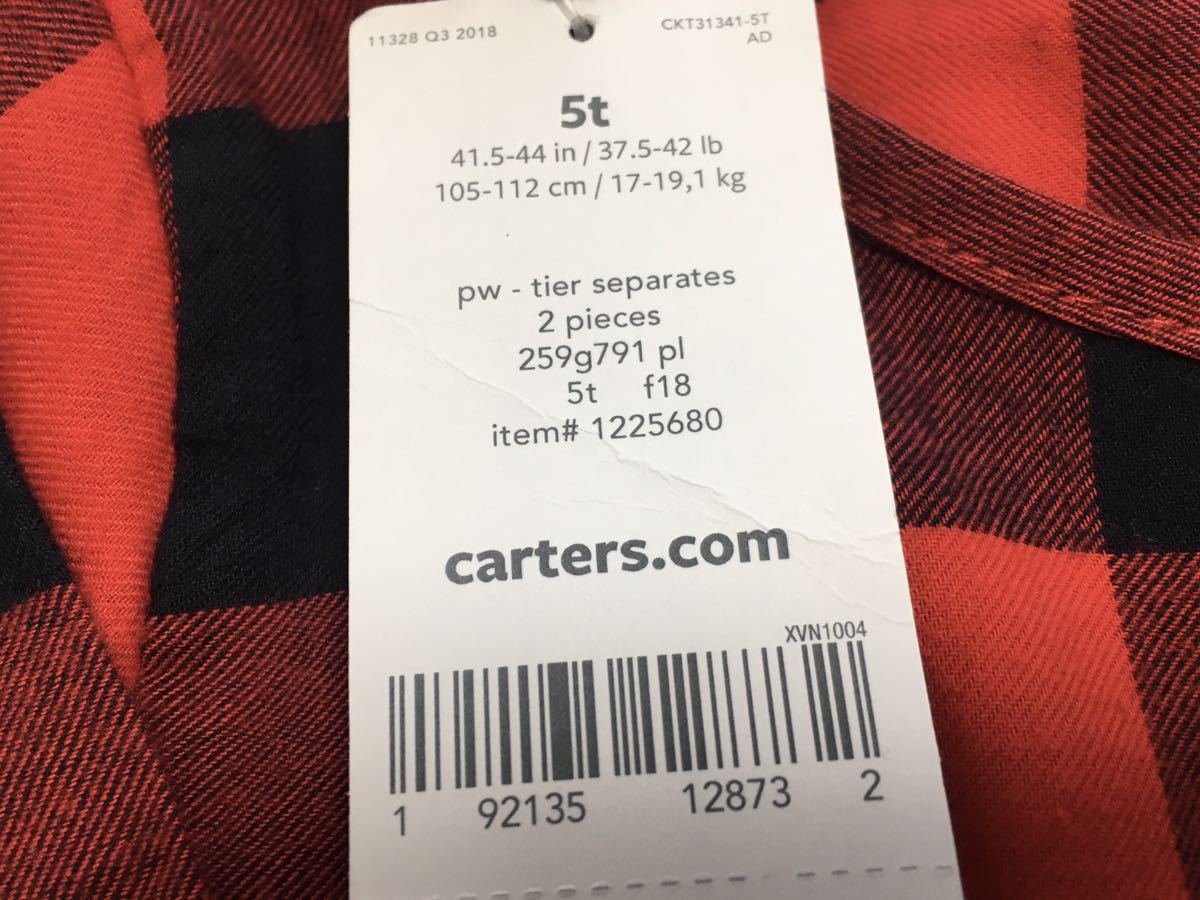 11328 Q3 2018
CKT31341-5T
AD
5t
41.5-44 in / 37.5-42 lb
105-112 cm / 17-19,1 kg
pw - tier separates
2 pieces
259g791 pl
5t f18
item# 1225680
carters.com
XVN1004
1 92135 12873 2